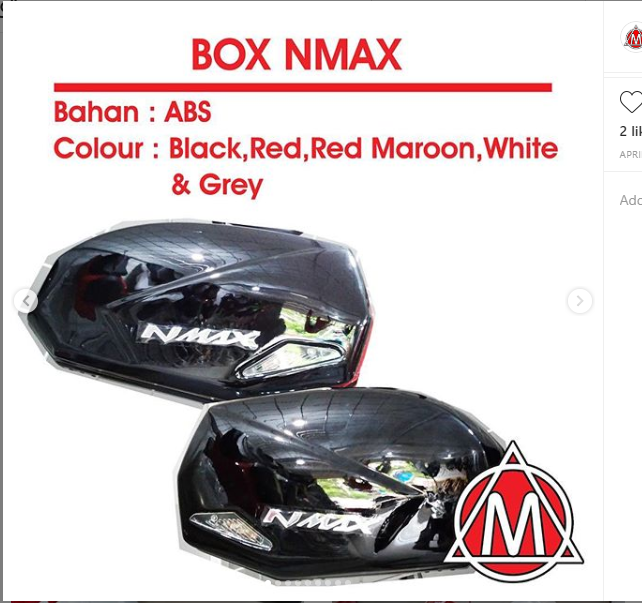 BOX NMAX
Bahan : ABS
Colour : Black,Red,Red Maroon,White
& Grey
NMAX
NMAX
M
2 lik
APRI
Add